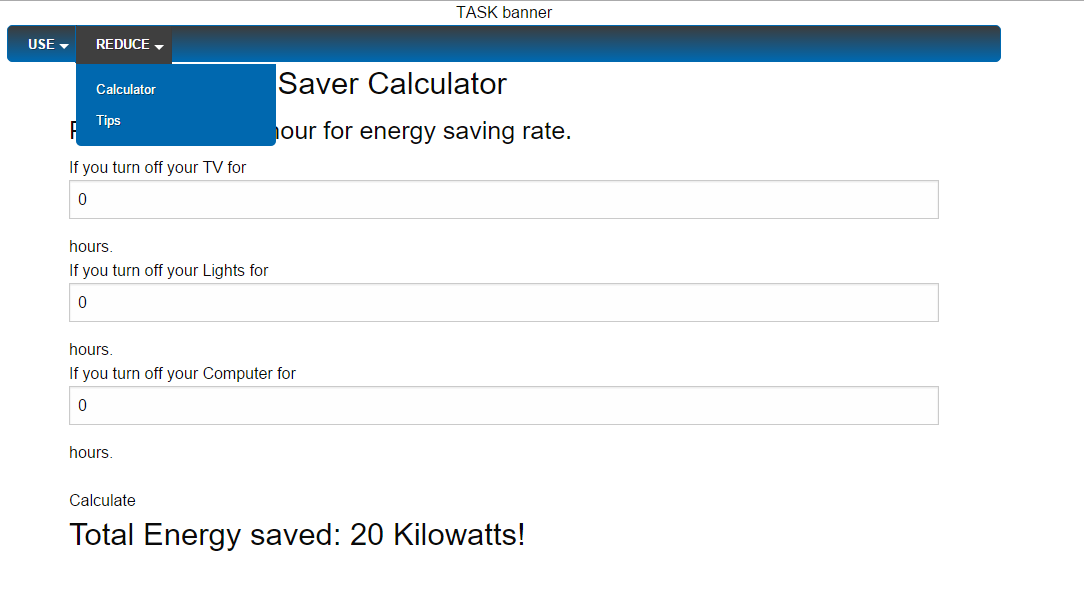 TASK banner
USE REDUCE
Calculator
Tips
Saver Calculator
hour for energy saving rate.
If you turn off your TV for
0
hours.
If you turn off your Lights for
0
hours.
If you turn off your Computer for
0
hours.
Calculate
Total Energy saved: 20 Kilowatts!